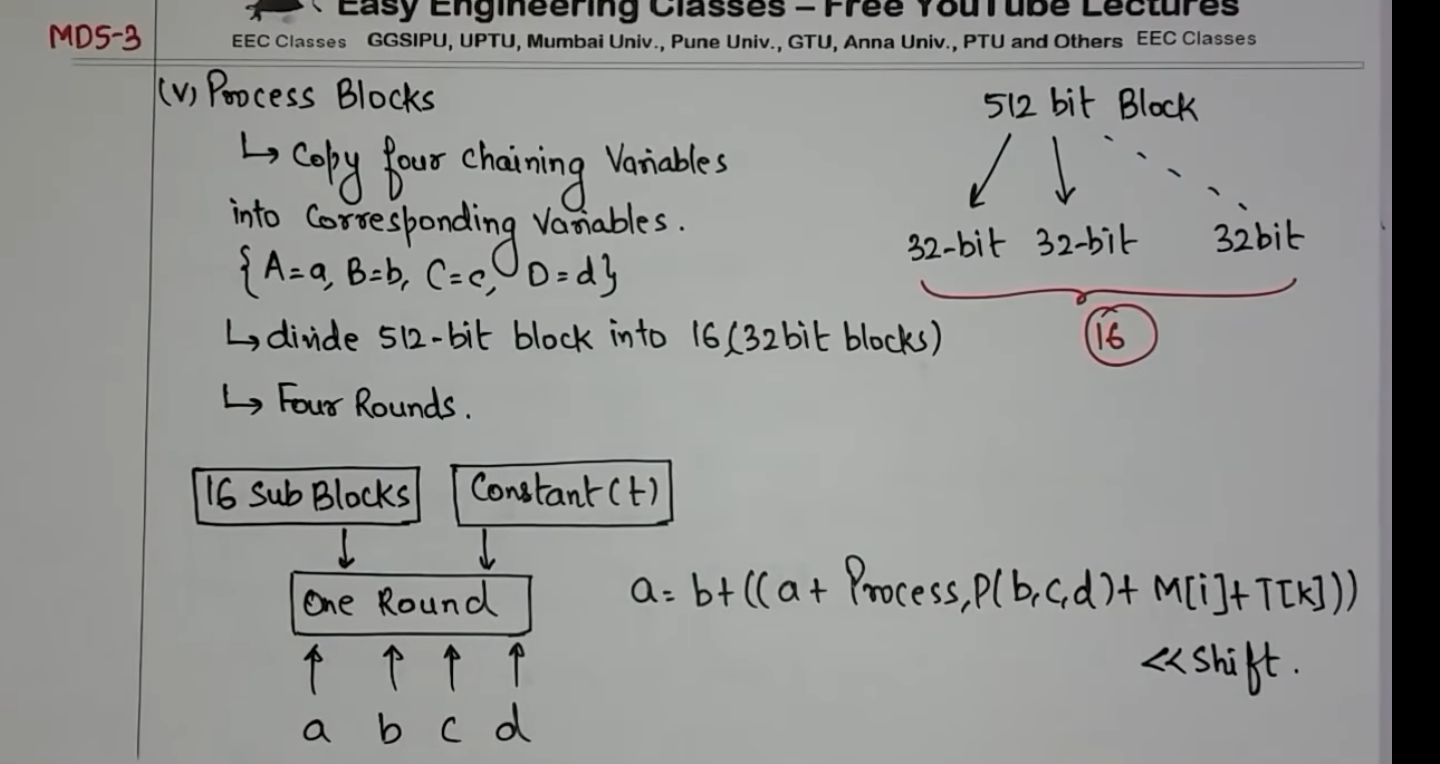 Easy Engineering Classes – Free YouTube Lectures
MD5-3
EEC Classes GGSIPU, UPTU, Mumbai Univ., Pune Univ., GTU, Anna Univ., PTU and Others EEC Classes
(V) Process Blocks
↳ Copy four chaining Variables
into Corresponding Variables.
{A=a, B=b, C=c, D=d}
↳ divide 512-bit block into 16 (32bit blocks)
↳ Four Rounds.
512 bit Block
32-bit 32-bit 32bit
16
16 Sub Blocks
Constant (t)
One Round
a b c d
a= b+((a+ Process,P(b,c,d)+ M[i]+T[k]))
<<Shift.